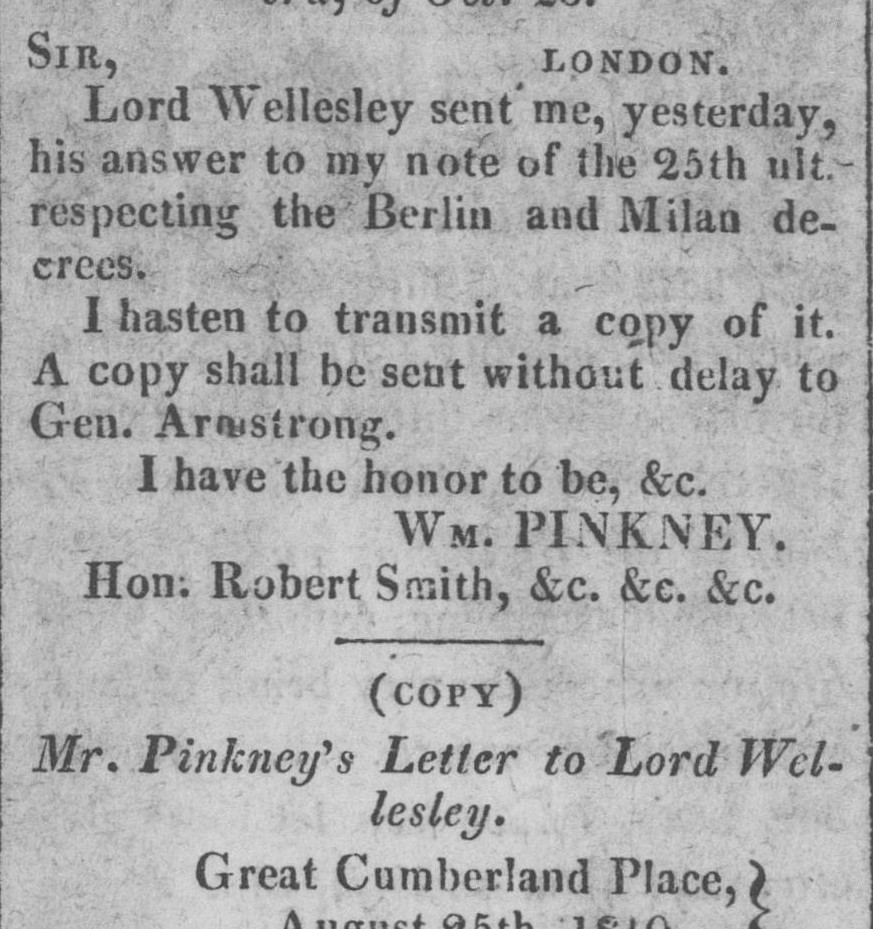 SIR, LONDON.
Lord Wellesley sent me, yesterday,
his answer to my note of the 25th ult.
respecting the Berlin and Milan de-
crees.
I hasten to transmit a copy of it.
A copy shall be sent without delay to
Gen. Armstrong.
I have the honor to be, &c.
WM. PINKNEY.
Hon. Robert Smith, &c. &c. &c.
(COPY)
Mr. Pinkney's Letter to Lord Wel-
lesley.
Great Cumberland Place,
August 25th, 1810.